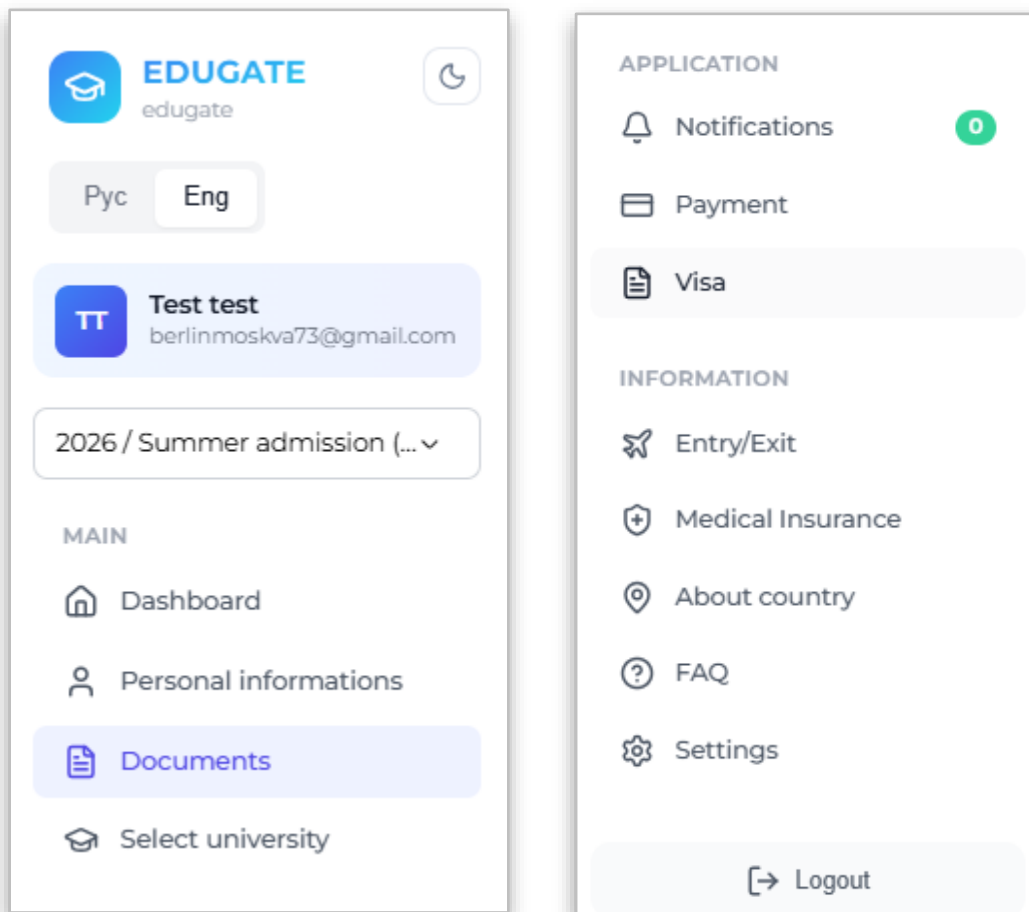 EDUGATE
edugate
Рус
Eng
TT
Test test
berlinmoskva73@gmail.com
2026 / Summer admission (...
MAIN
Dashboard
Personal informations
Documents
Select university
APPLICATION
Notifications
0
Payment
Visa
INFORMATION
Entry/Exit
Medical Insurance
About country
FAQ
Settings
Logout